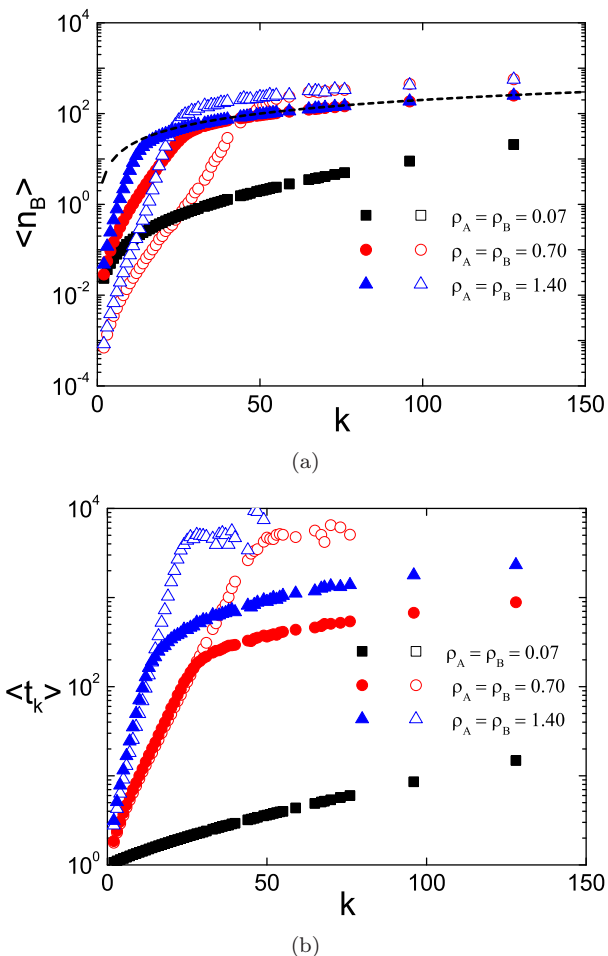 10^4
10^2
10^0
10^-2
10^-4
<n_B>
ρ_A = ρ_B = 0.07
ρ_A = ρ_B = 0.70
ρ_A = ρ_B = 1.40
0 50 100 150
k
(a)
10^4
10^2
10^0
<t_k>
ρ_A = ρ_B = 0.07
ρ_A = ρ_B = 0.70
ρ_A = ρ_B = 1.40
0 50 100 150
k
(b)